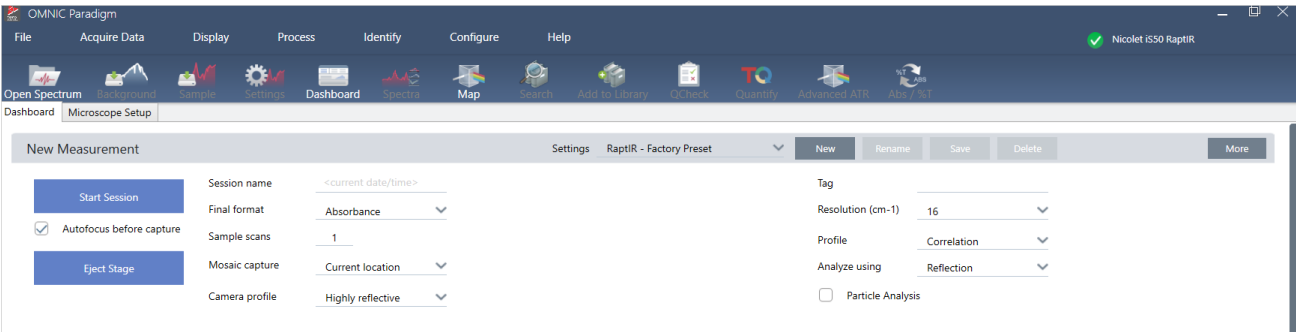 OMNIC Paradigm
File Acquire Data Display Process Identify Configure Help Nicolet iS50 RaptIR
Open Spectrum Background Sample Settings Dashboard Spectra Map Search Add to Library QCheck Quantify Advanced ATR Abs / %T
Dashboard Microscope Setup
New Measurement Settings RaptIR - Factory Preset New Rename Save Delete More
Start Session
Autofocus before capture
Eject Stage
Session name <current date/time>
Final format Absorbance
Sample scans 1
Mosaic capture Current location
Camera profile Highly reflective
Tag
Resolution (cm-1) 16
Profile Correlation
Analyze using Reflection
Particle Analysis